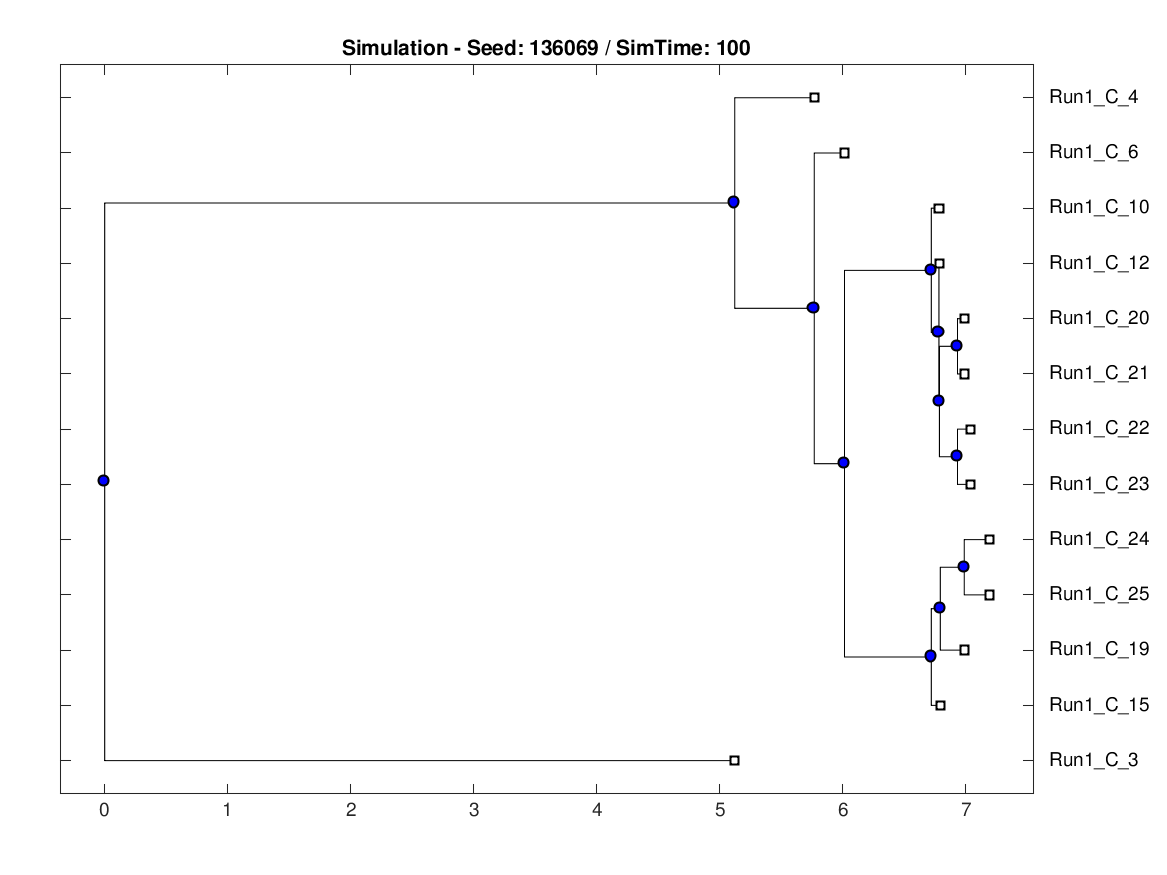 Simulation - Seed: 136069 / SimTime: 100
Run1_C_4
Run1_C_6
Run1_C_10
Run1_C_12
Run1_C_20
Run1_C_21
Run1_C_22
Run1_C_23
Run1_C_24
Run1_C_25
Run1_C_19
Run1_C_15
Run1_C_3
0 1 2 3 4 5 6 7